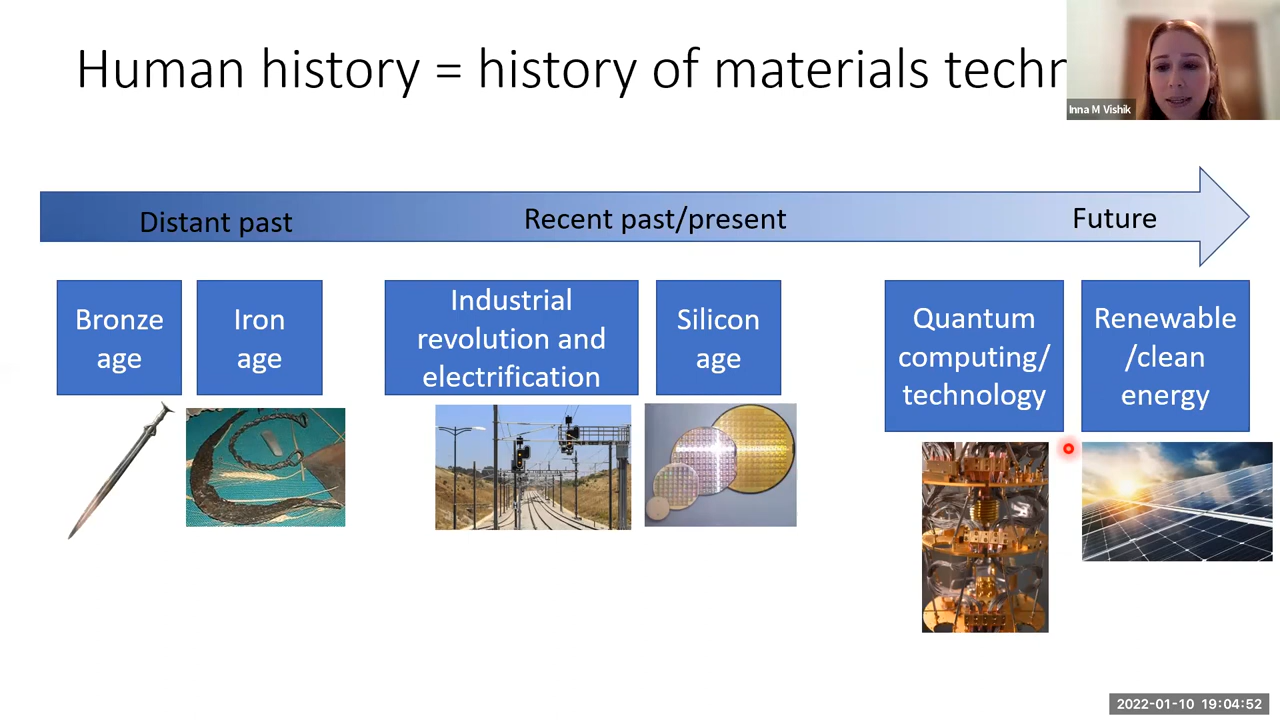 Human history = history of materials techn
Inna M Vishik
Distant past
Recent past/present
Future
Bronze
age
Iron
age
Industrial
revolution and
electrification
Silicon
age
Quantum
computing/
technology
Renewable
/clean
energy
2022-01-10 19:04:52